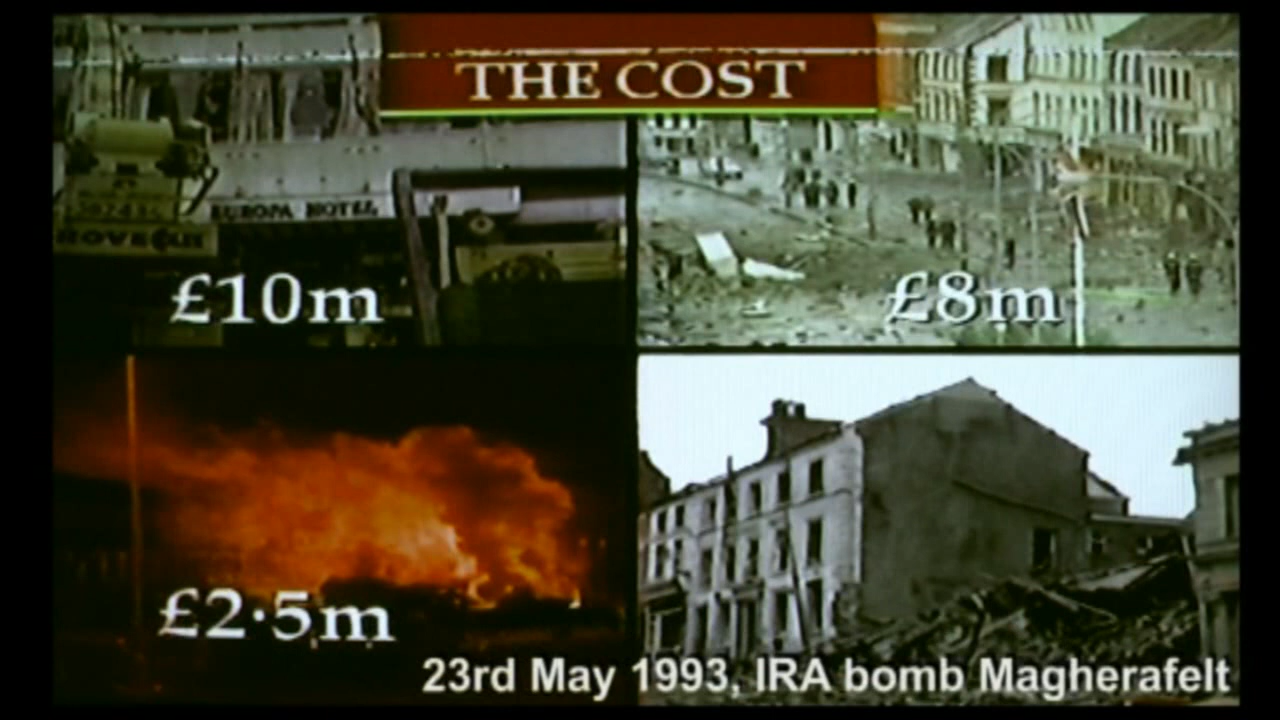 THE COST
EUROPA HOTEL
£10m
£8m
£2·5m
23rd May 1993, IRA bomb Magherafelt